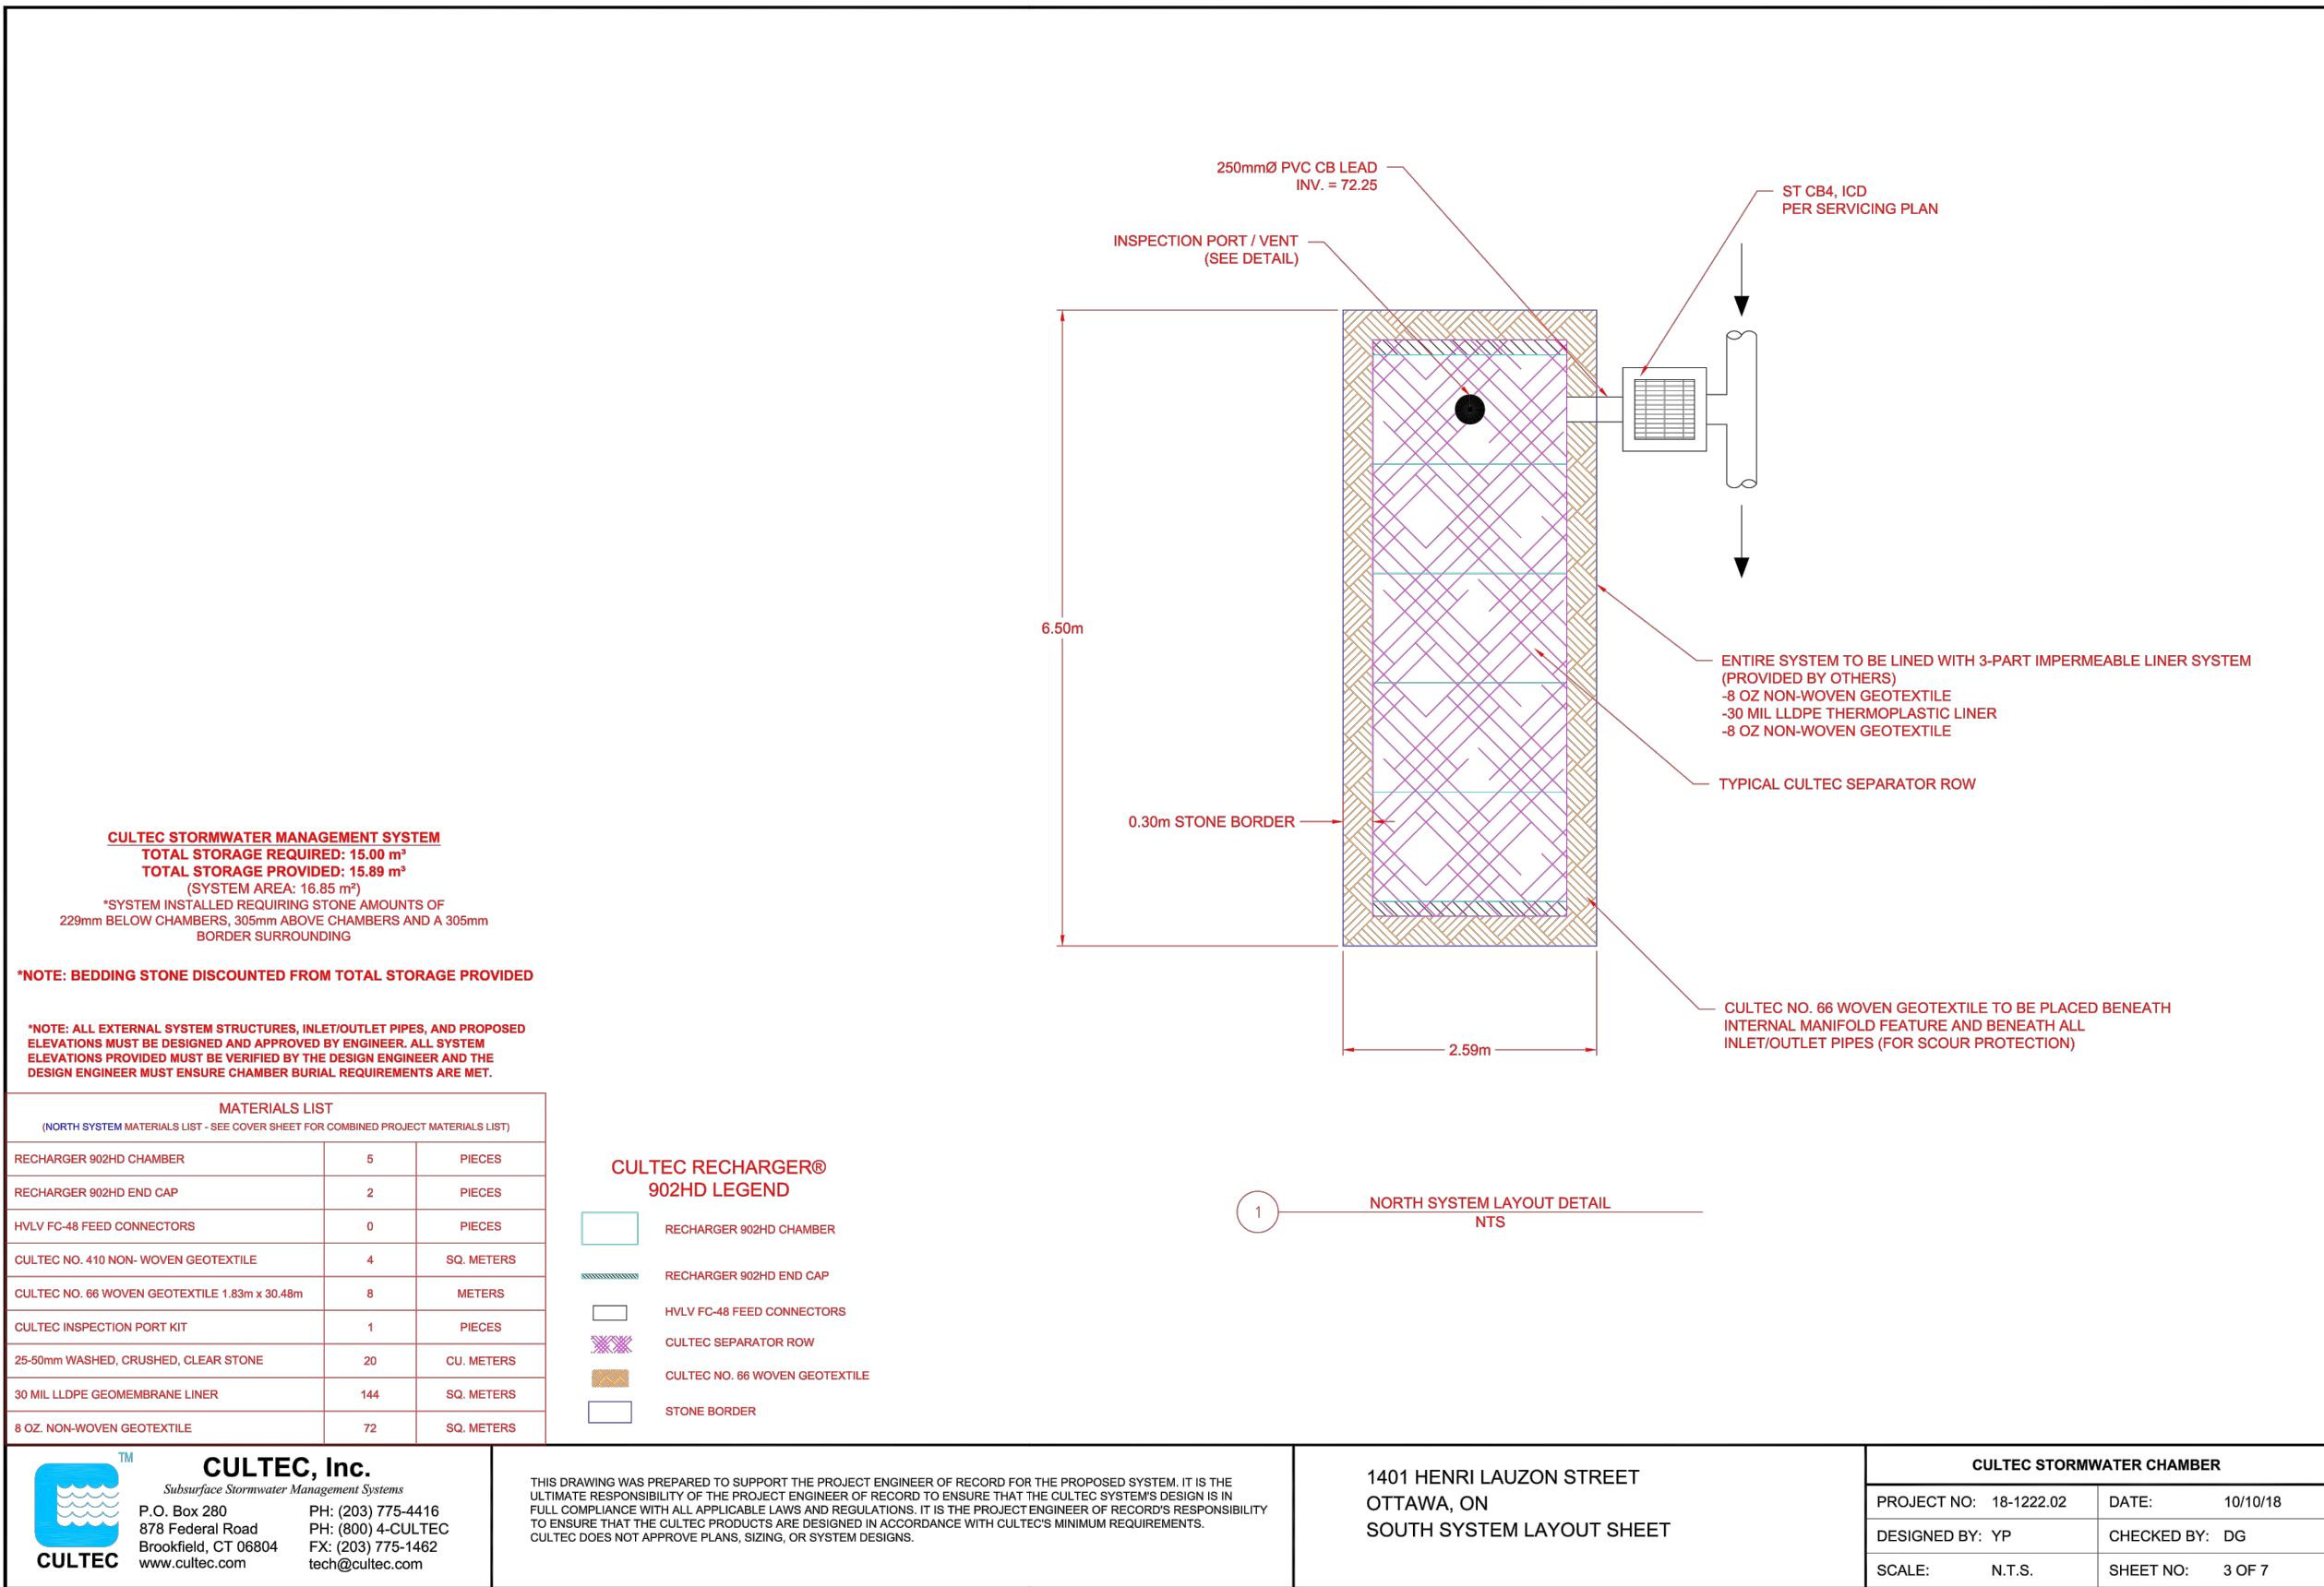 250mmØ PVC CB LEAD
INV. = 72.25
ST CB4, ICD
PER SERVICING PLAN
INSPECTION PORT / VENT
(SEE DETAIL)
6.50m
ENTIRE SYSTEM TO BE LINED WITH 3-PART IMPERMEABLE LINER SYSTEM
(PROVIDED BY OTHERS)
-8 OZ NON-WOVEN GEOTEXTILE
-30 MIL LLDPE THERMOPLASTIC LINER
-8 OZ NON-WOVEN GEOTEXTILE
TYPICAL CULTEC SEPARATOR ROW
0.30m STONE BORDER
CULTEC NO. 66 WOVEN GEOTEXTILE TO BE PLACED BENEATH
INTERNAL MANIFOLD FEATURE AND BENEATH ALL
INLET/OUTLET PIPES (FOR SCOUR PROTECTION)
2.59m
CULTEC STORMWATER MANAGEMENT SYSTEM
TOTAL STORAGE REQUIRED: 15.00 m³
TOTAL STORAGE PROVIDED: 15.89 m³
(SYSTEM AREA: 16.85 m²)
*SYSTEM INSTALLED REQUIRING STONE AMOUNTS OF
229mm BELOW CHAMBERS, 305mm ABOVE CHAMBERS AND A 305mm
BORDER SURROUNDING
*NOTE: BEDDING STONE DISCOUNTED FROM TOTAL STORAGE PROVIDED
*NOTE: ALL EXTERNAL SYSTEM STRUCTURES, INLET/OUTLET PIPES, AND PROPOSED
ELEVATIONS MUST BE DESIGNED AND APPROVED BY ENGINEER. ALL SYSTEM
ELEVATIONS PROVIDED MUST BE VERIFIED BY THE DESIGN ENGINEER AND THE
DESIGN ENGINEER MUST ENSURE CHAMBER BURIAL REQUIREMENTS ARE MET.
MATERIALS LIST
(NORTH SYSTEM MATERIALS LIST - SEE COVER SHEET FOR COMBINED PROJECT MATERIALS LIST)
RECHARGER 902HD CHAMBER 5 PIECES
RECHARGER 902HD END CAP 2 PIECES
HVLV FC-48 FEED CONNECTORS 0 PIECES
CULTEC NO. 410 NON- WOVEN GEOTEXTILE 4 SQ. METERS
CULTEC NO. 66 WOVEN GEOTEXTILE 1.83m x 30.48m 8 METERS
CULTEC INSPECTION PORT KIT 1 PIECES
25-50mm WASHED, CRUSHED, CLEAR STONE 20 CU. METERS
30 MIL LLDPE GEOMEMBRANE LINER 144 SQ. METERS
8 OZ. NON-WOVEN GEOTEXTILE 72 SQ. METERS
CULTEC RECHARGER®
902HD LEGEND
RECHARGER 902HD CHAMBER
RECHARGER 902HD END CAP
HVLV FC-48 FEED CONNECTORS
CULTEC SEPARATOR ROW
CULTEC NO. 66 WOVEN GEOTEXTILE
STONE BORDER
1
NORTH SYSTEM LAYOUT DETAIL
NTS
TM
CULTEC
CULTEC, Inc.
Subsurface Stormwater Management Systems
P.O. Box 280 PH: (203) 775-4416
878 Federal Road PH: (800) 4-CULTEC
Brookfield, CT 06804 FX: (203) 775-1462
www.cultec.com tech@cultec.com
THIS DRAWING WAS PREPARED TO SUPPORT THE PROJECT ENGINEER OF RECORD FOR THE PROPOSED SYSTEM. IT IS THE
ULTIMATE RESPONSIBILITY OF THE PROJECT ENGINEER OF RECORD TO ENSURE THAT THE CULTEC SYSTEM'S DESIGN IS IN
FULL COMPLIANCE WITH ALL APPLICABLE LAWS AND REGULATIONS. IT IS THE PROJECT ENGINEER OF RECORD'S RESPONSIBILITY
TO ENSURE THAT THE CULTEC PRODUCTS ARE DESIGNED IN ACCORDANCE WITH CULTEC'S MINIMUM REQUIREMENTS.
CULTEC DOES NOT APPROVE PLANS, SIZING, OR SYSTEM DESIGNS.
1401 HENRI LAUZON STREET
OTTAWA, ON
SOUTH SYSTEM LAYOUT SHEET
CULTEC STORMWATER CHAMBER
PROJECT NO: 18-1222.02 DATE: 10/10/18
DESIGNED BY: YP CHECKED BY: DG
SCALE: N.T.S. SHEET NO: 3 OF 7